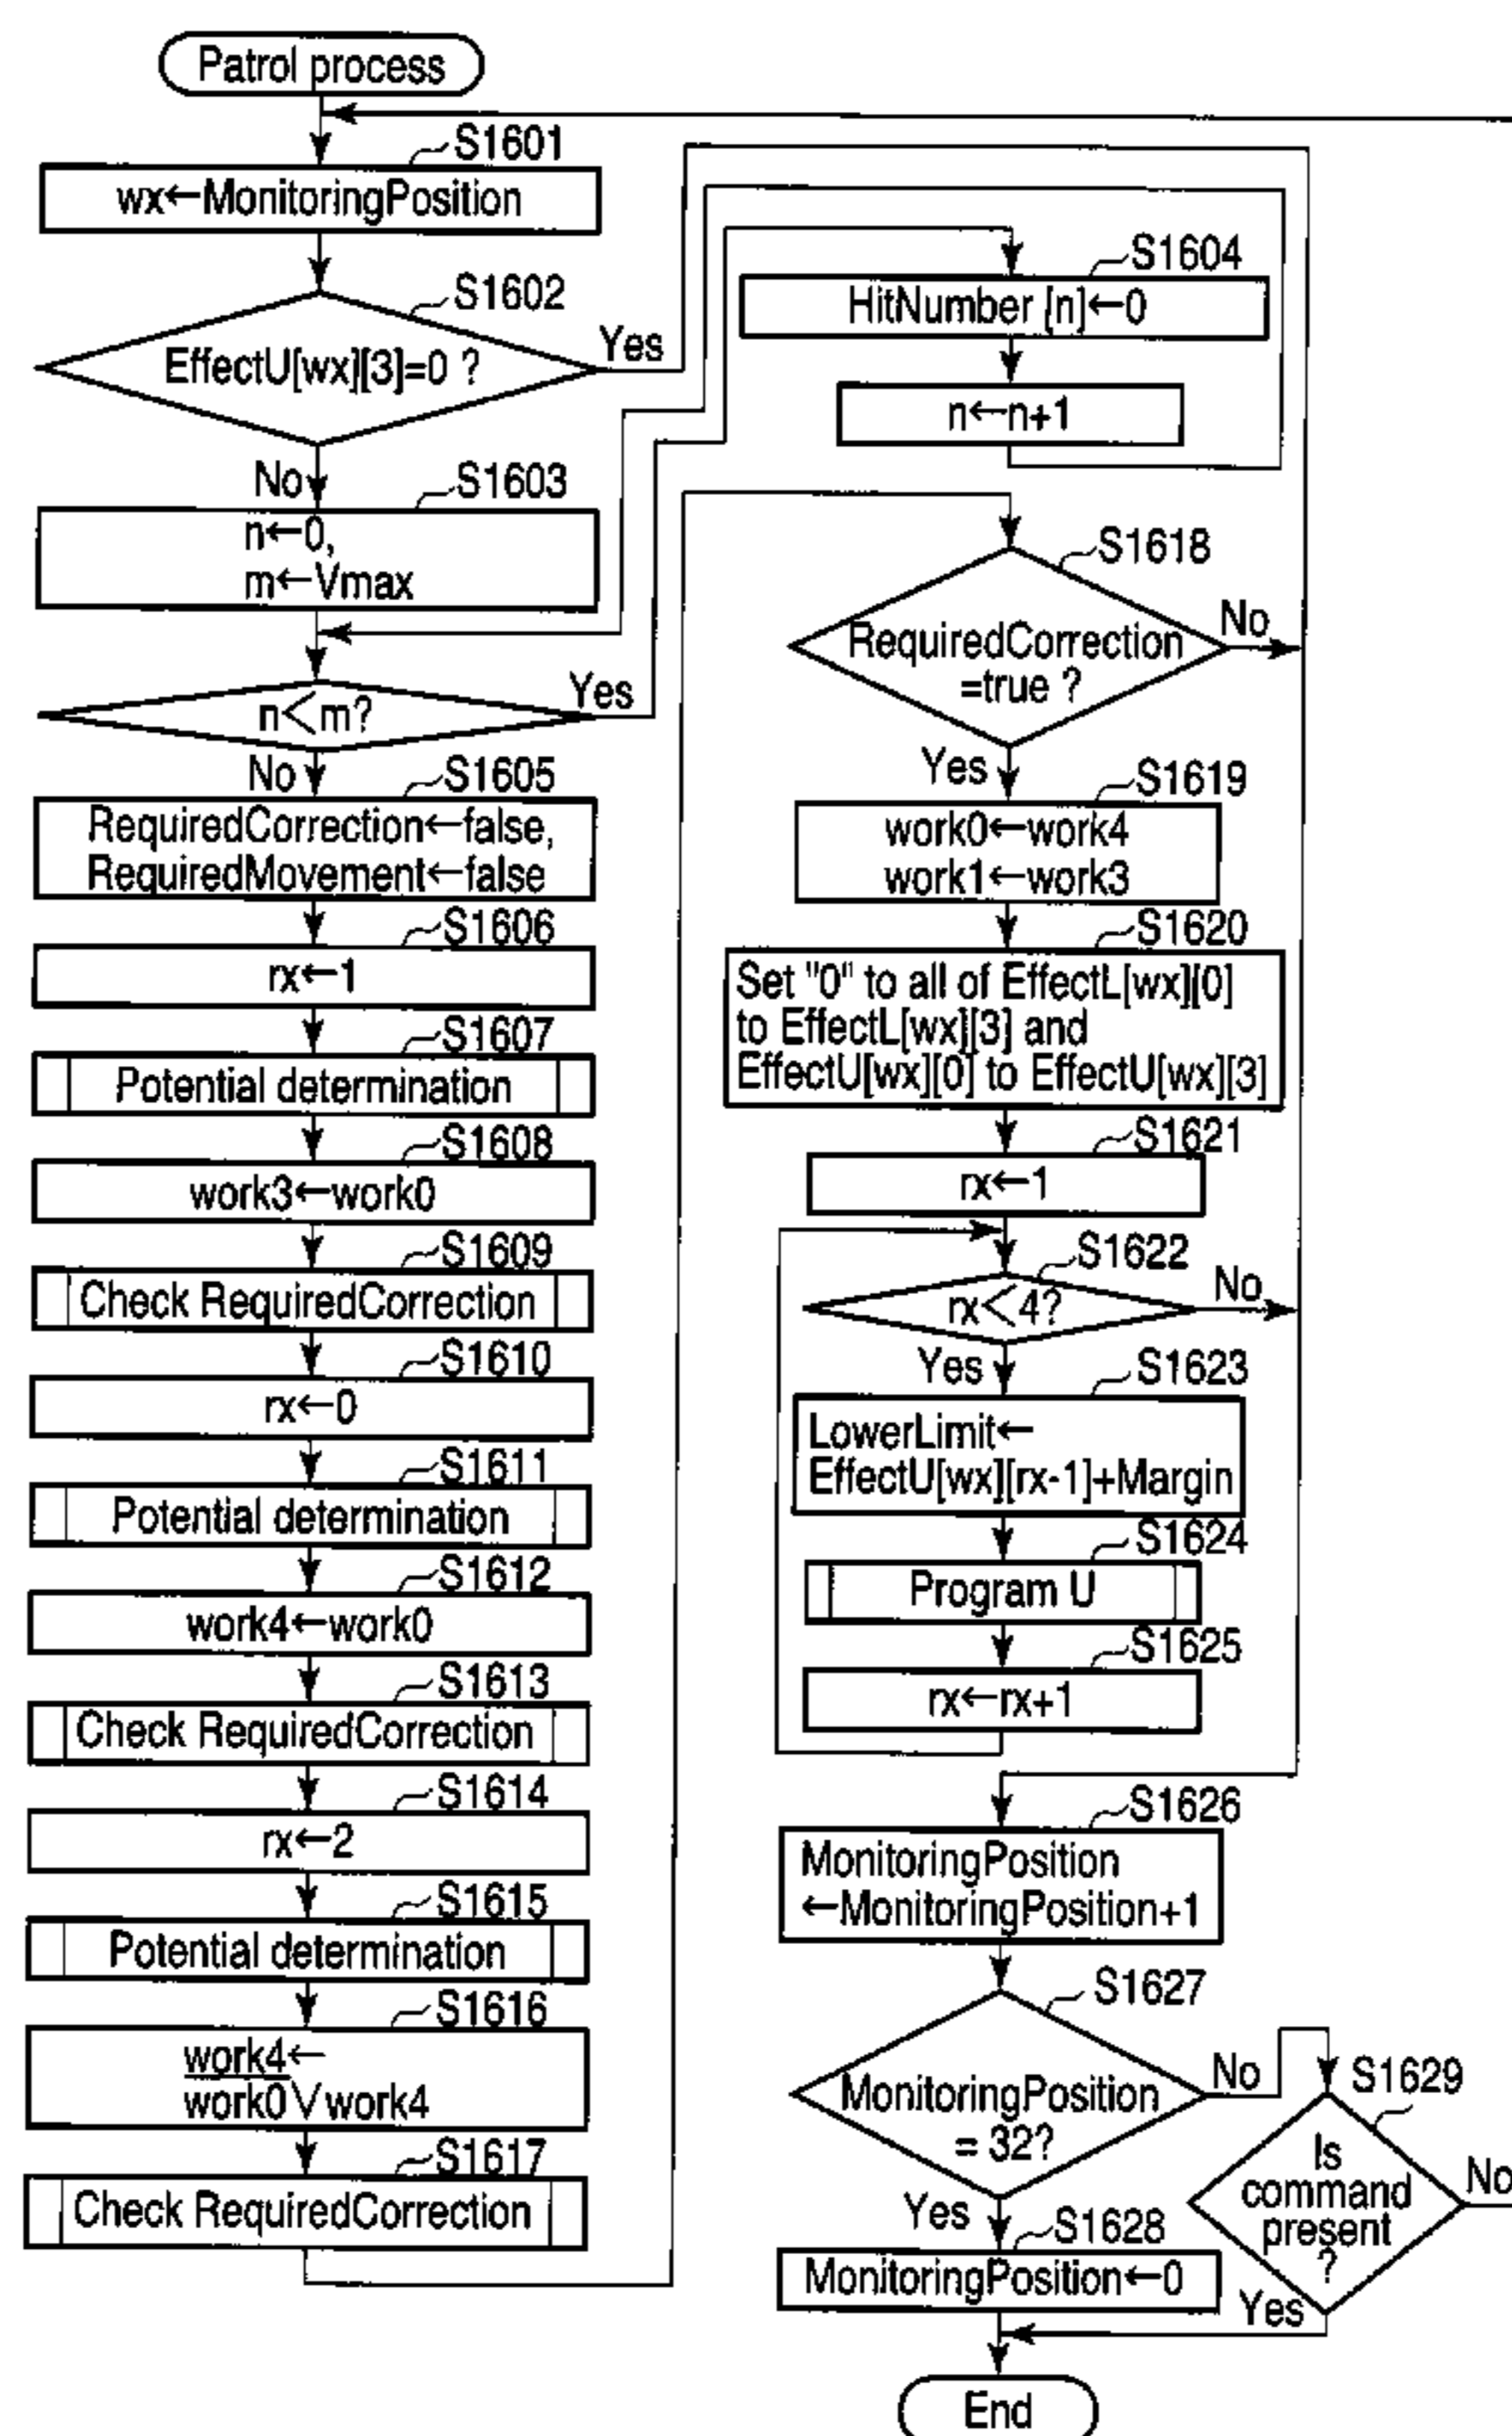 Patrol process
S1601
wx←MonitoringPosition
S1602
EffectU[wx][3]=0 ?
Yes
No
S1603
n←0,
m←Vmax
n<m?
Yes
No
S1605
RequiredCorrection←false,
RequiredMovement←false
S1606
rx←1
S1607
Potential determination
S1608
work3←work0
S1609
Check RequiredCorrection
S1610
rx←0
S1611
Potential determination
S1612
work4←work0
S1613
Check RequiredCorrection
S1614
rx←2
S1615
Potential determination
S1616
work4←
work0∨work4
S1617
Check RequiredCorrection
S1604
HitNumber [n]←0
n←n+1
S1618
RequiredCorrection
=true ?
No
Yes
S1619
work0←work4
work1←work3
S1620
Set "0" to all of EffectL[wx][0]
to EffectL[wx][3] and
EffectU[wx][0] to EffectU[wx][3]
S1621
rx←1
S1622
rx<4?
No
Yes
S1623
LowerLimit←
EffectU[wx][rx-1]+Margin
S1624
Program U
S1625
rx←rx+1
S1626
MonitoringPosition
←MonitoringPosition+1
S1627
MonitoringPosition
= 32?
No
Yes
S1628
MonitoringPosition←0
S1629
Is
command
present
?
No
Yes
End